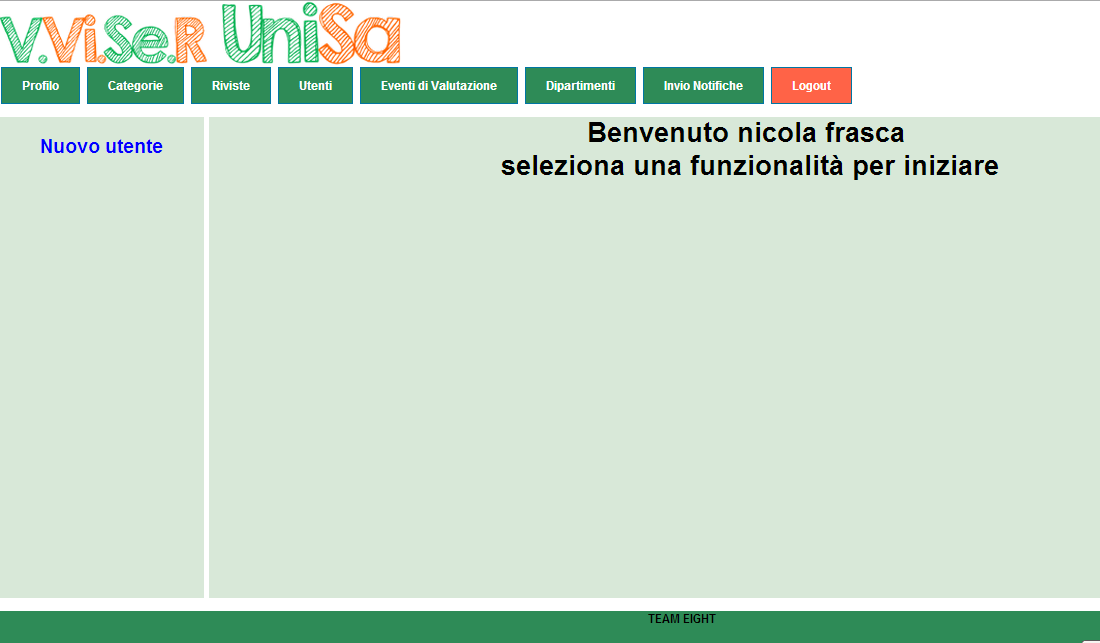 V.Vi.Se.R UniSa
Profilo Categorie Riviste Utenti Eventi di Valutazione Dipartimenti Invio Notifiche Logout
Nuovo utente
Benvenuto nicola frasca
seleziona una funzionalità per iniziare
TEAM EIGHT